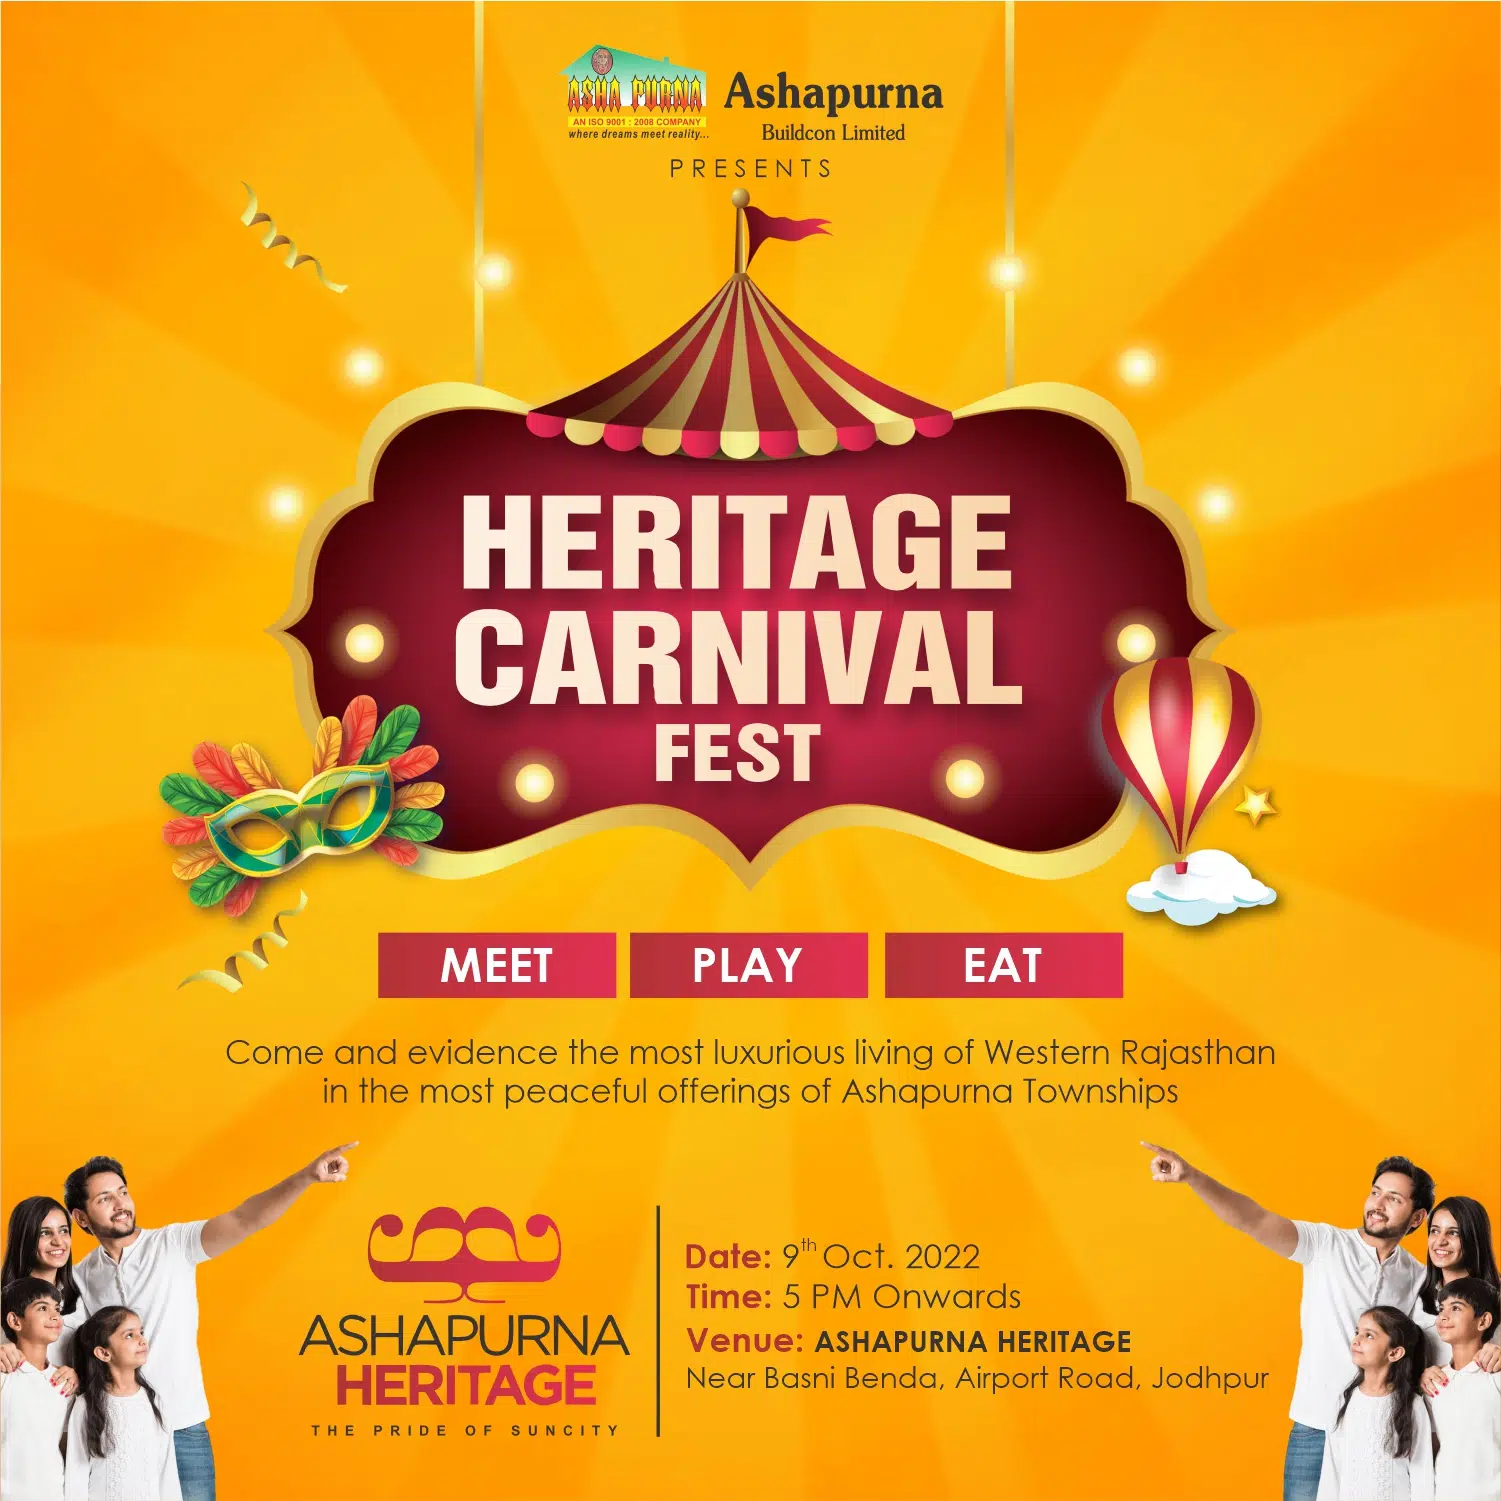 ASHA PURNA
AN ISO 9001 : 2008 COMPANY
where dreams meet reality...
Ashapurna
Buildcon Limited
PRESENTS
HERITAGE
CARNIVAL
FEST
MEET PLAY EAT
Come and evidence the most luxurious living of Western Rajasthan
in the most peaceful offerings of Ashapurna Townships
ASHAPURNA
HERITAGE
THE PRIDE OF SUNCITY
Date: 9th Oct. 2022
Time: 5 PM Onwards
Venue: ASHAPURNA HERITAGE
Near Basni Benda, Airport Road, Jodhpur